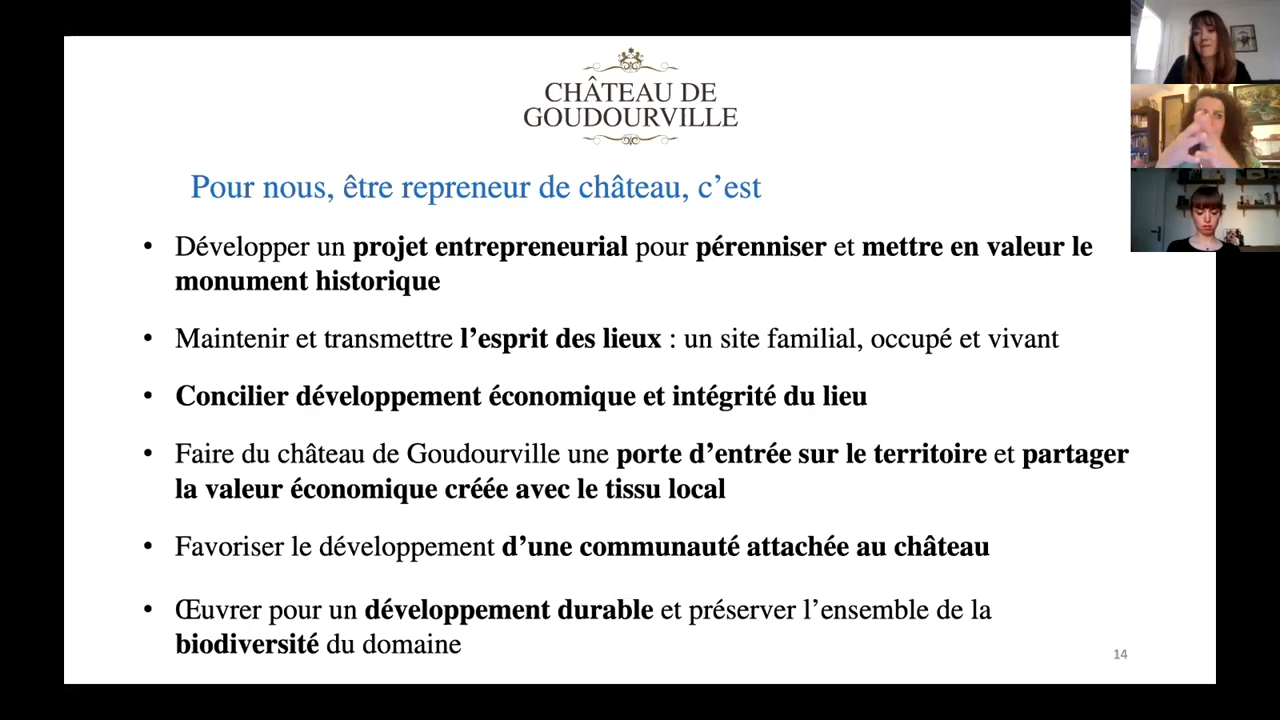 CHÂTEAU DE
GOUDOURVILLE
Pour nous, être repreneur de château, c’est
• Développer un projet entrepreneurial pour pérenniser et mettre en valeur le
monument historique
• Maintenir et transmettre l’esprit des lieux : un site familial, occupé et vivant
• Concilier développement économique et intégrité du lieu
• Faire du château de Goudourville une porte d’entrée sur le territoire et partager
la valeur économique créée avec le tissu local
• Favoriser le développement d’une communauté attachée au château
• Œuvrer pour un développement durable et préserver l’ensemble de la
biodiversité du domaine
14